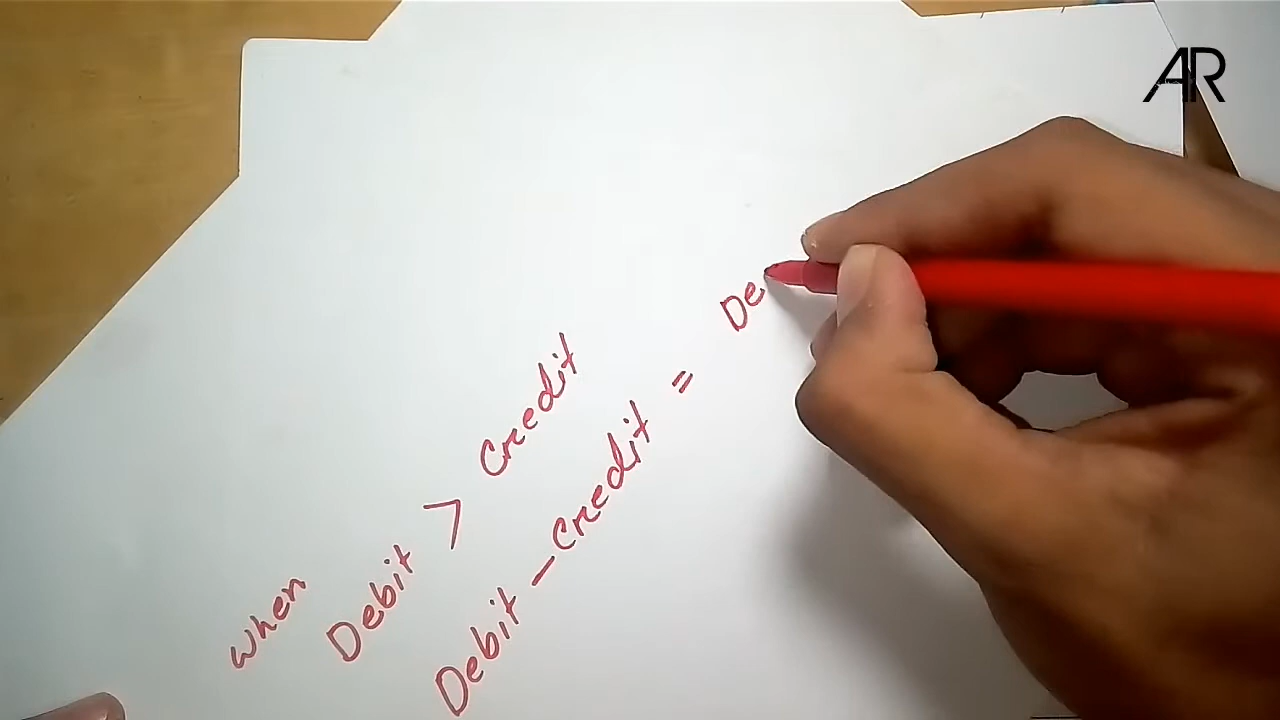 AR
when
Debit > Credit
Debit – Credit = De